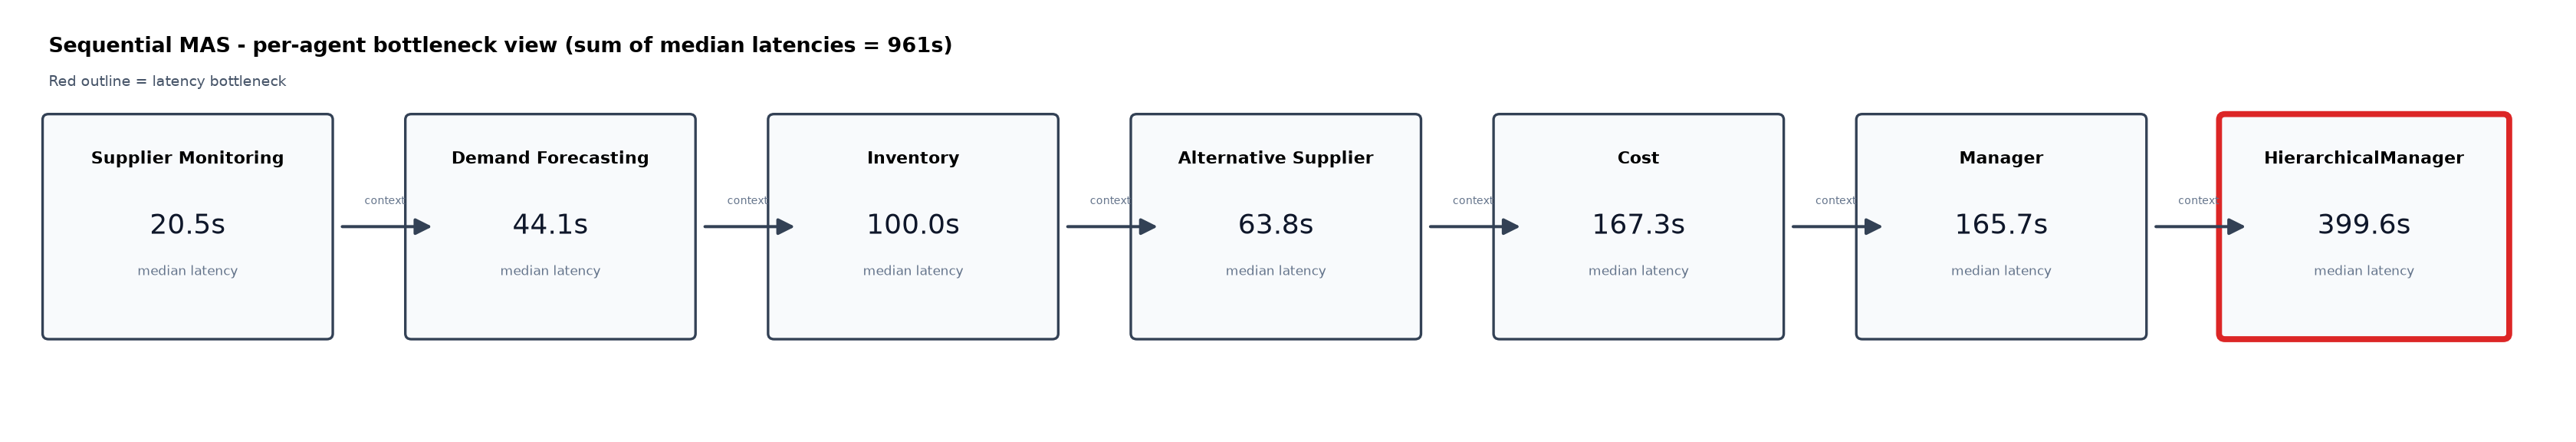 Sequential MAS - per-agent bottleneck view (sum of median latencies = 961s)
Red outline = latency bottleneck
Supplier Monitoring
20.5s
median latency
context
Demand Forecasting
44.1s
median latency
context
Inventory
100.0s
median latency
context
Alternative Supplier
63.8s
median latency
context
Cost
167.3s
median latency
context
Manager
165.7s
median latency
context
HierarchicalManager
399.6s
median latency